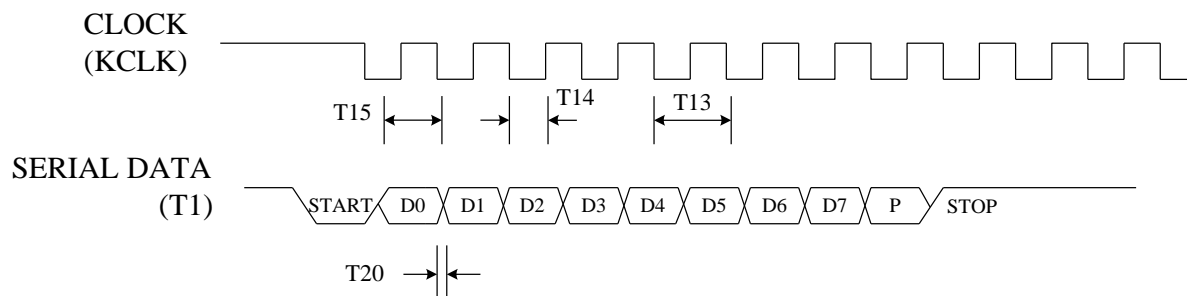 CLOCK
(KCLK)
T15
T14
T13
SERIAL DATA
(T1)
START D0 D1 D2 D3 D4 D5 D6 D7 P STOP
T20